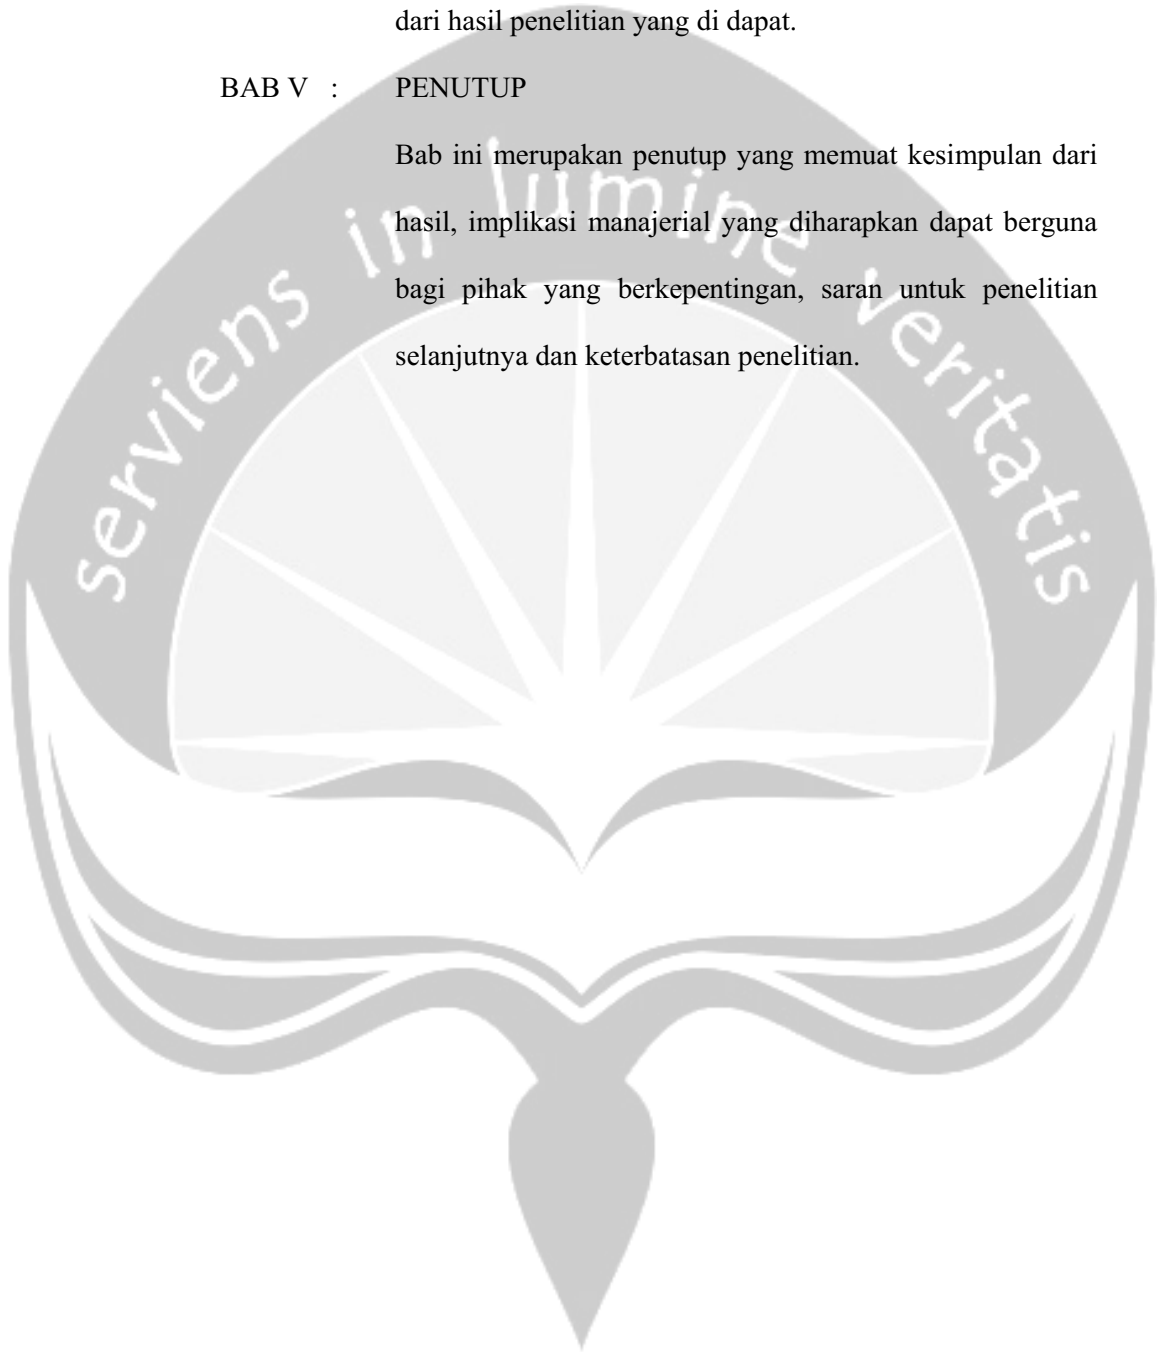 dari hasil penelitian yang di dapat.
BAB V : PENUTUP
Bab ini merupakan penutup yang memuat kesimpulan dari
hasil, implikasi manajerial yang diharapkan dapat berguna
bagi pihak yang berkepentingan, saran untuk penelitian
selanjutnya dan keterbatasan penelitian.
serviens in lumine veritatis